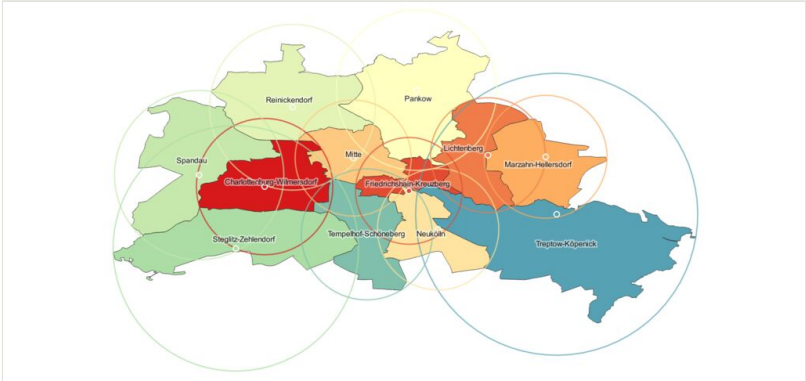 Reinickendorf
Pankow
Spandau
Mitte
Lichtenberg
Marzahn-Hellersdorf
Charlottenburg-Wilmersdorf
Friedrichshain-Kreuzberg
Steglitz-Zehlendorf
Tempelhof-Schöneberg
Neukölln
Treptow-Köpenick